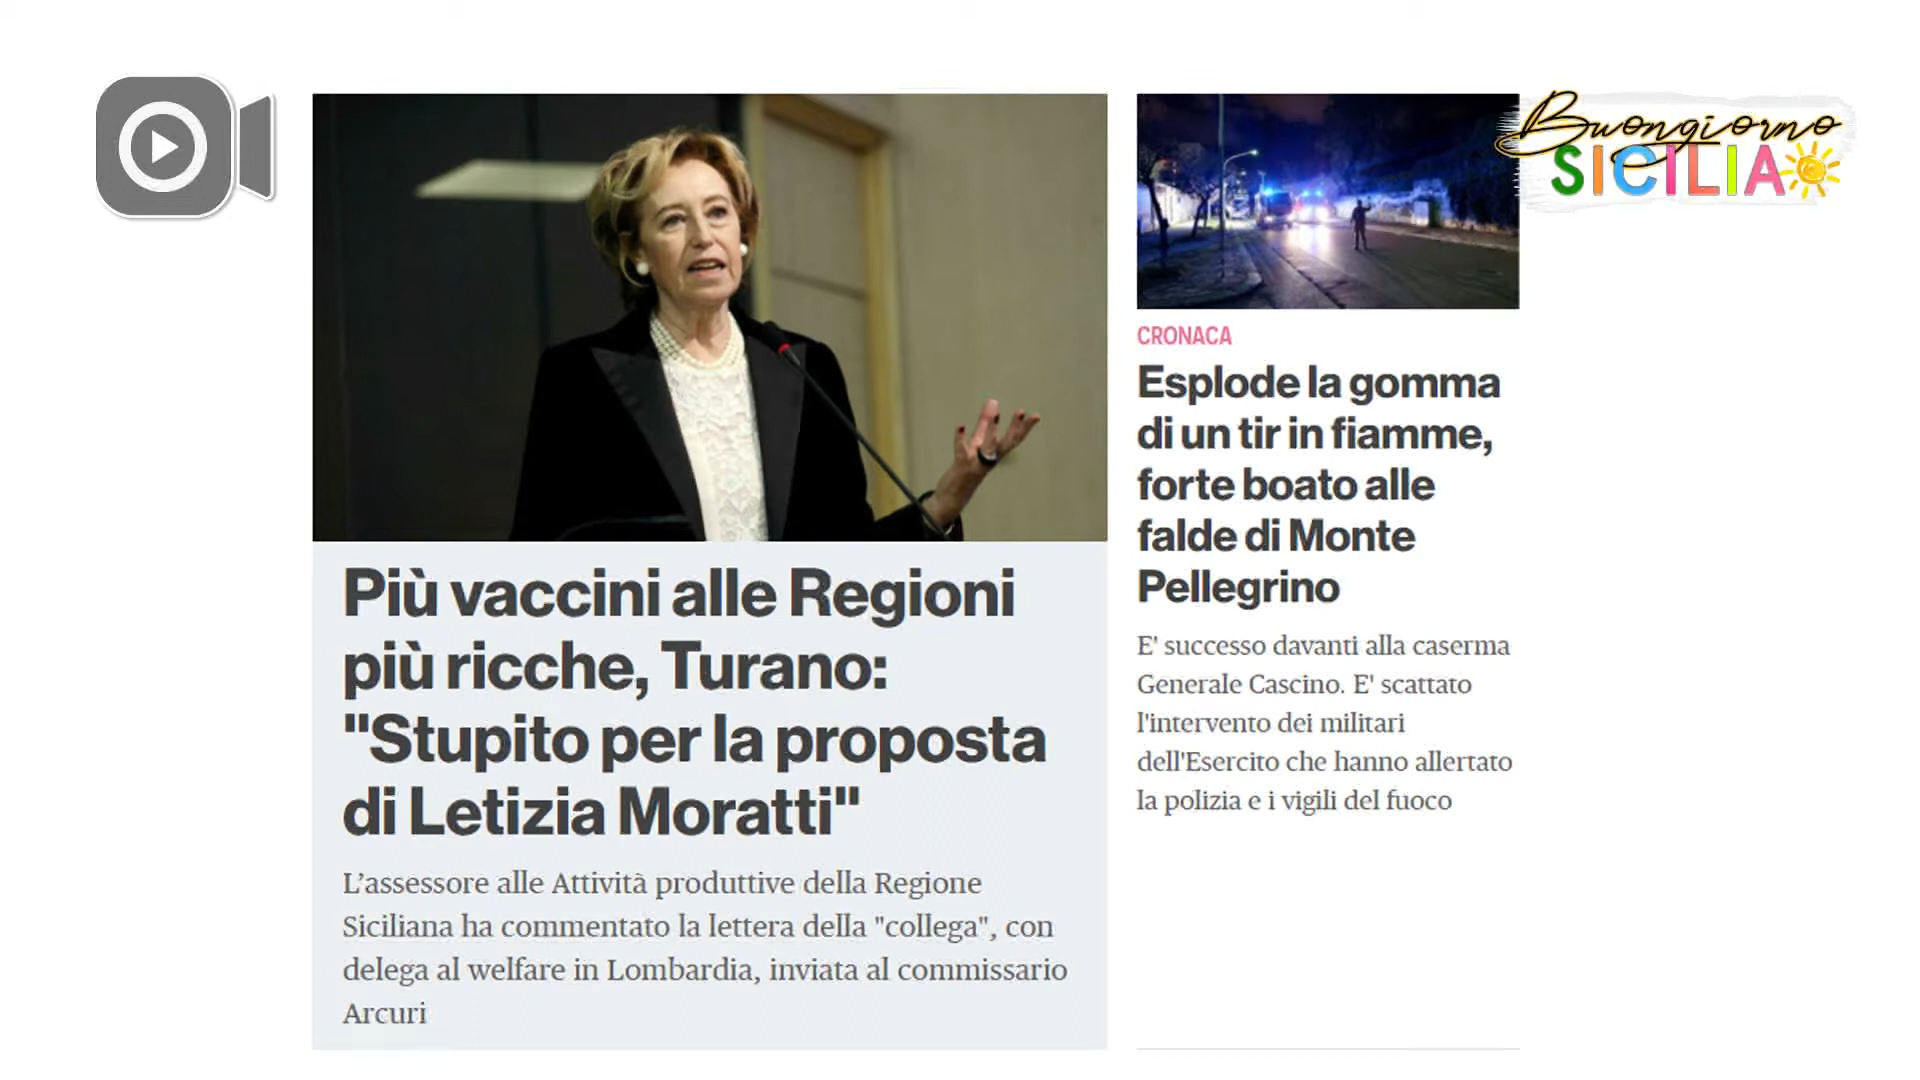 Buongiorno
SICILIA
Più vaccini alle Regioni
più ricche, Turano:
"Stupito per la proposta
di Letizia Moratti"
L’assessore alle Attività produttive della Regione
Siciliana ha commentato la lettera della "collega", con
delega al welfare in Lombardia, inviata al commissario
Arcuri
CRONACA
Esplode la gomma
di un tir in fiamme,
forte boato alle
falde di Monte
Pellegrino
E' successo davanti alla caserma
Generale Cascino. E' scattato
l'intervento dei militari
dell'Esercito che hanno allertato
la polizia e i vigili del fuoco